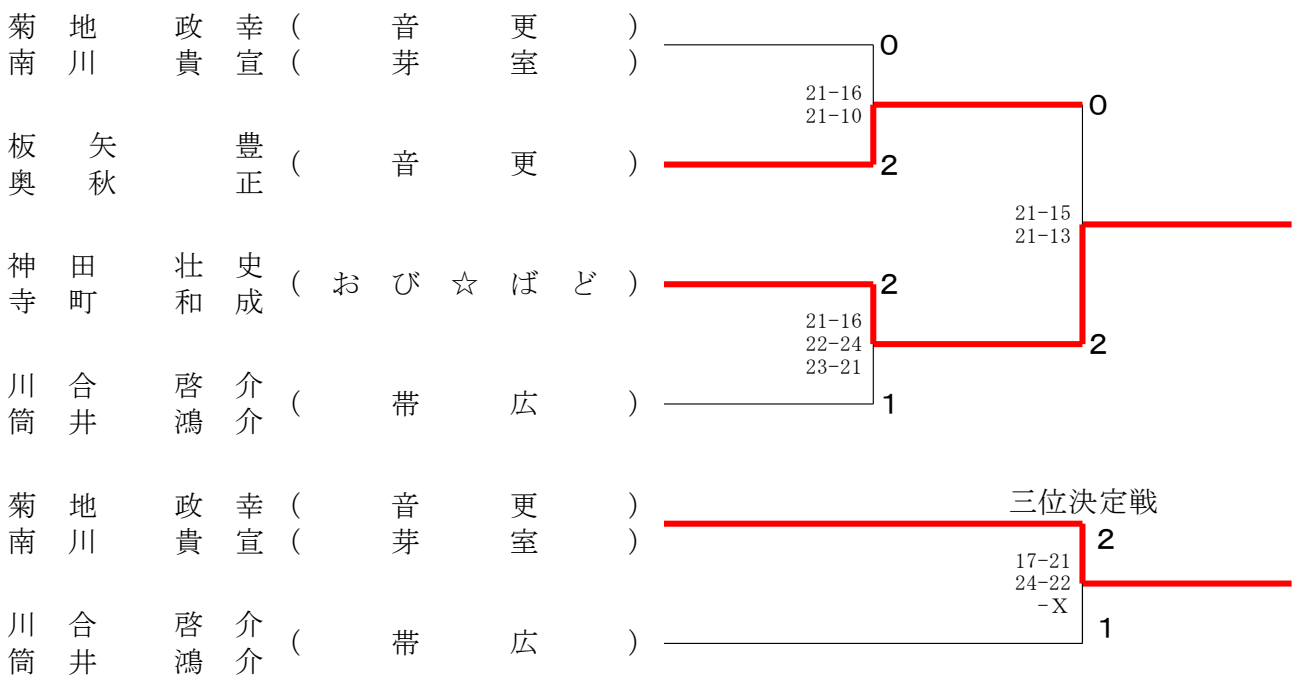 菊地 政幸 ( 音更 )
南川 貴宣 ( 芽室 )
0
21-16
21-10
0
板矢 豊
奥秋 正
( 音更 )
2
21-15
21-13
神田 壮史
寺町 和成
( おび☆ばど )
2
21-16
22-24
23-21
2
川合 啓介
筒井 鴻介
( 帯広 )
1
菊地 政幸 ( 音更 )
南川 貴宣 ( 芽室 )
三位決定戦
2
17-21
24-22
-X
川合 啓介
筒井 鴻介
( 帯広 )
1